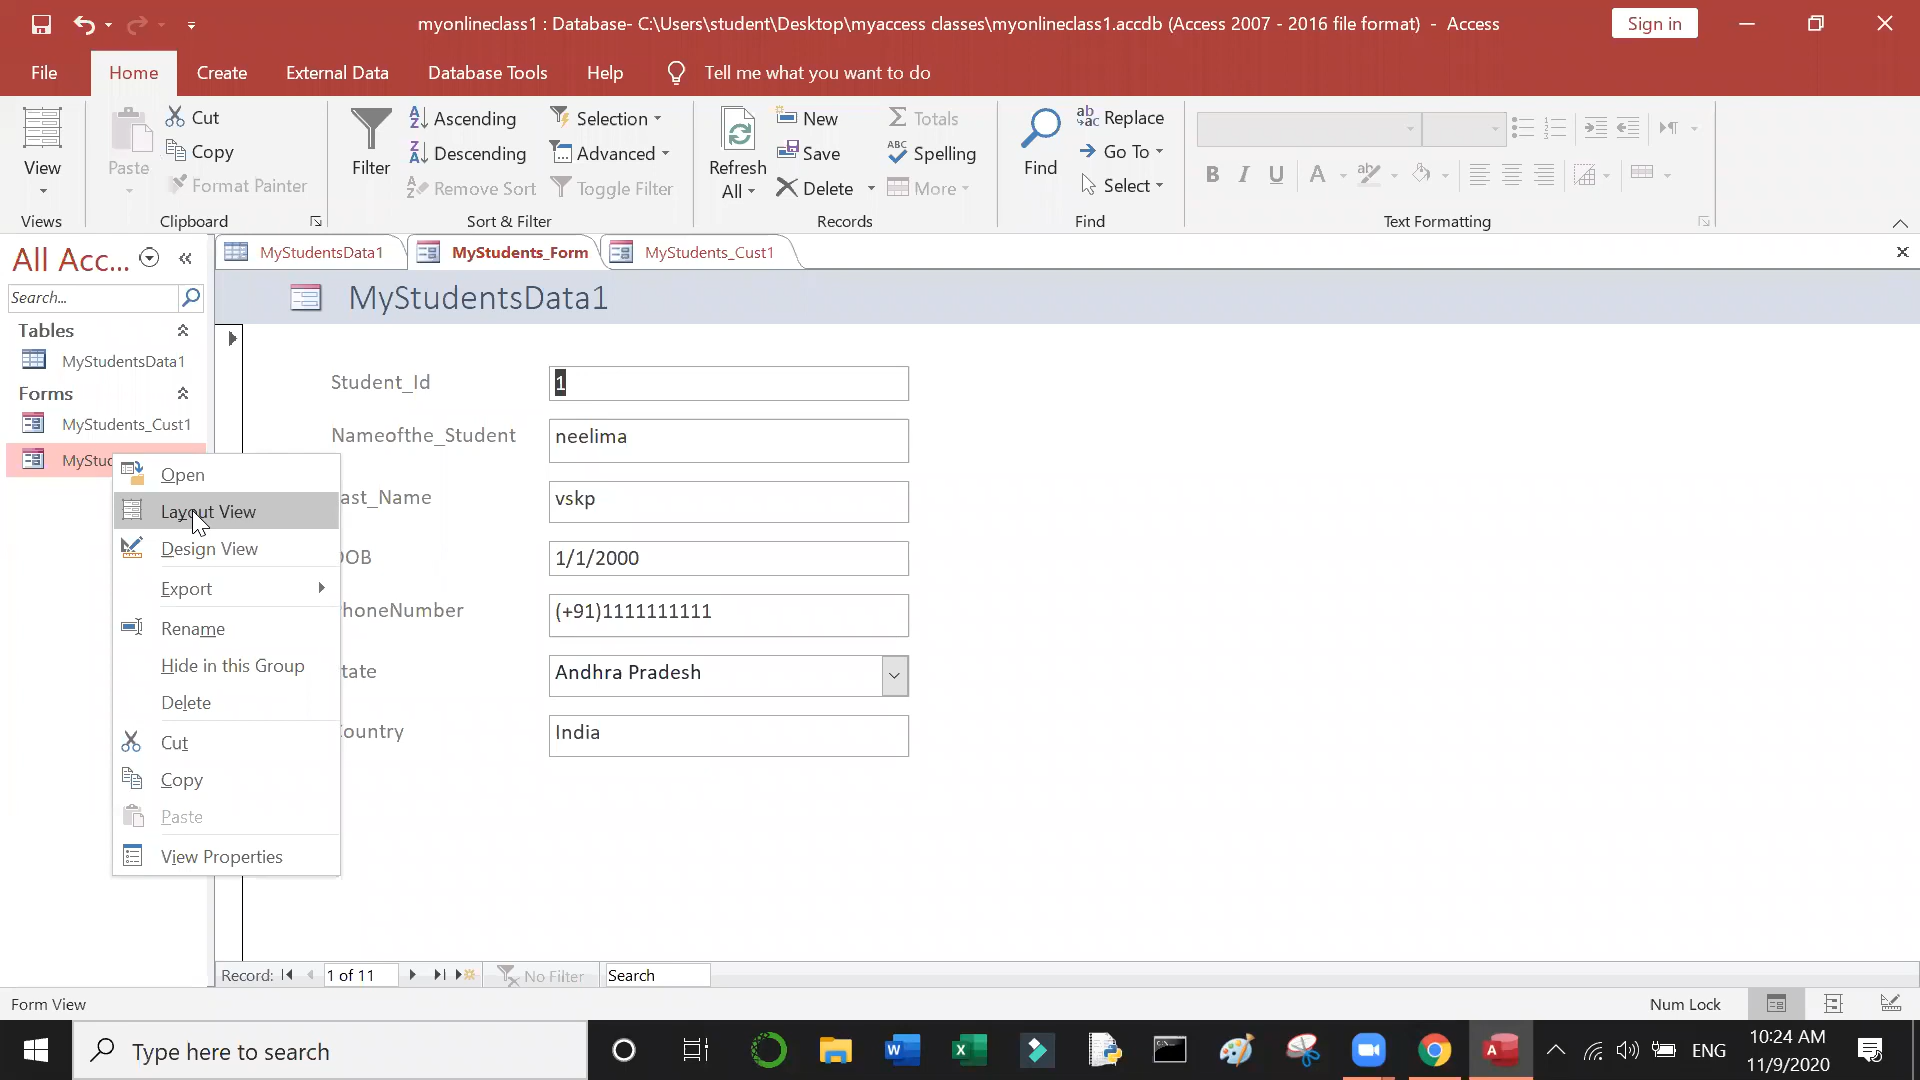 myonlineclass1 : Database- C:\Users\student\Desktop\myaccess classes\myonlineclass1.accdb (Access 2007 - 2016 file format) - Access
Sign in
File Home Create External Data Database Tools Help Tell me what you want to do
View
Paste
Cut
Copy
Format Painter
Filter
Ascending
Descending
Remove Sort
Selection
Advanced
Toggle Filter
Refresh
All
New
Save
Delete
Totals
Spelling
More
Find
Replace
Go To
Select
Views Clipboard Sort & Filter Records Find Text Formatting
All Acc...
Search...
Tables
MyStudentsData1
Forms
MyStudents_Cust1
MyStud
MyStudentsData1 MyStudents_Form MyStudents_Cust1
MyStudentsData1
Student_Id 1
Nameofthe_Student neelima
ast_Name vskp
OOB 1/1/2000
honeNumber (+91)1111111111
tate Andhra Pradesh
ountry India
Open
Layout View
Design View
Export
Rename
Hide in this Group
Delete
Cut
Copy
Paste
View Properties
Record: 1 of 11 No Filter Search
Form View Num Lock
Type here to search
ENG
10:24 AM
11/9/2020